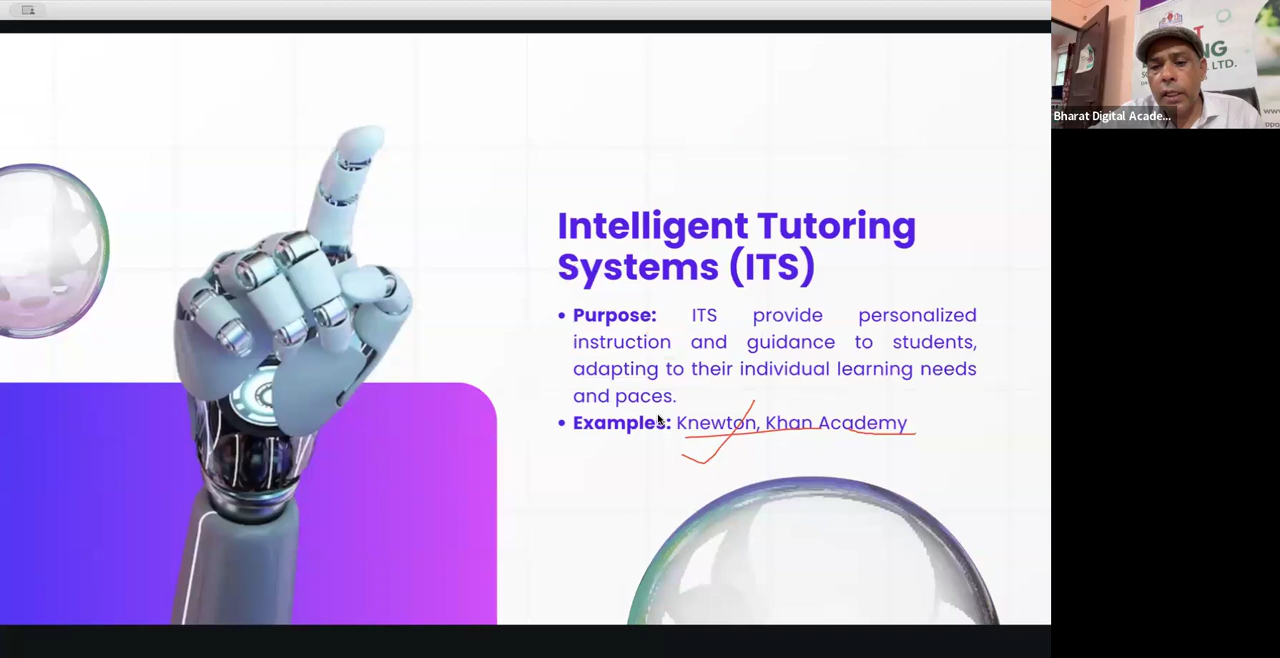 Intelligent Tutoring
Systems (ITS)
• Purpose: ITS provide personalized
instruction and guidance to students,
adapting to their individual learning needs
and paces.
• Examples: Knewton, Khan Academy
LTD.
Bharat Digital Acade...